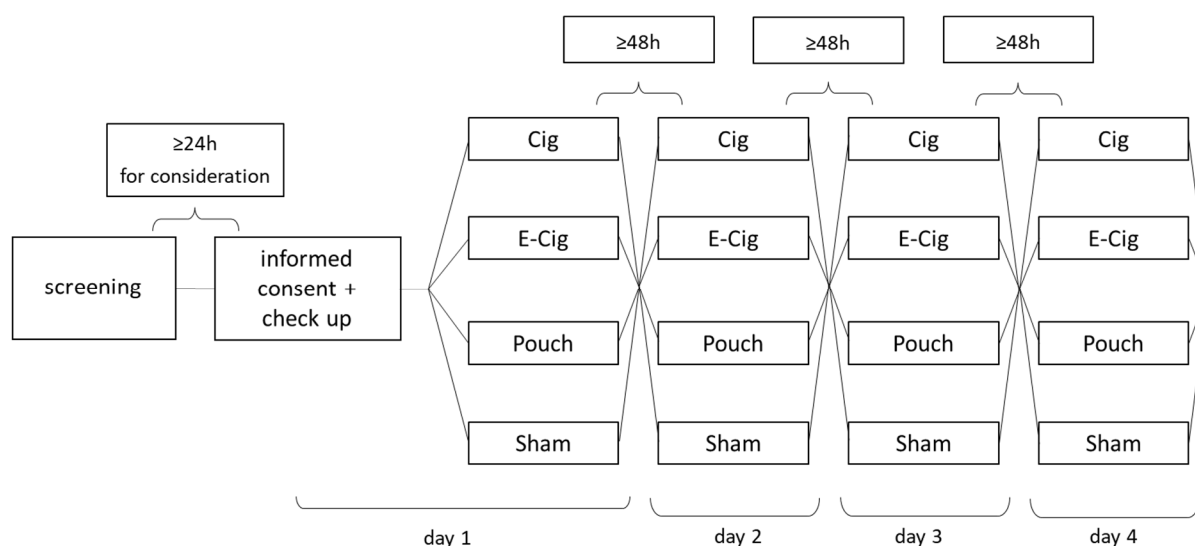 ≥48h
≥48h
≥48h
≥24h
for consideration
screening
informed
consent +
check up
Cig
E-Cig
Pouch
Sham
Cig
E-Cig
Pouch
Sham
Cig
E-Cig
Pouch
Sham
Cig
E-Cig
Pouch
Sham
day 1
day 2
day 3
day 4